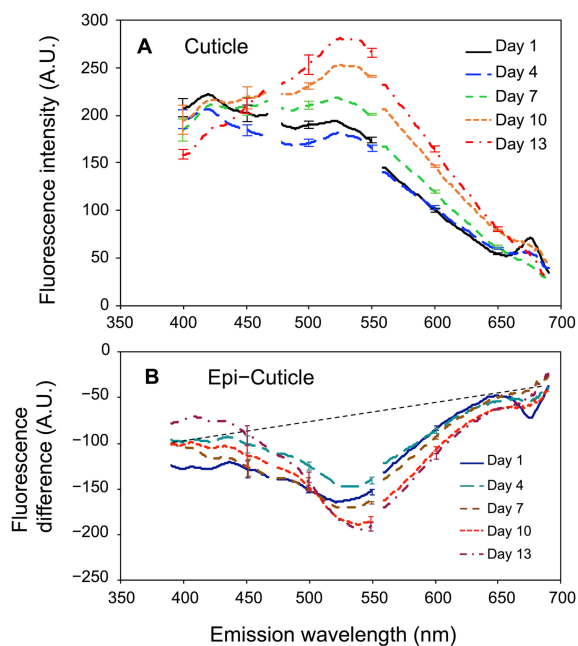 300
A
Cuticle
Day 1
Day 4
Day 7
Day 10
Day 13
250
200
150
100
50
0
Fluorescence intensity (A.U.)
350 400 450 500 550 600 650 700
0
B
Epi−Cuticle
−50
−100
−150
−200
−250
Fluorescence
difference (A.U.)
Day 1
Day 4
Day 7
Day 10
Day 13
350 400 450 500 550 600 650 700
Emission wavelength (nm)